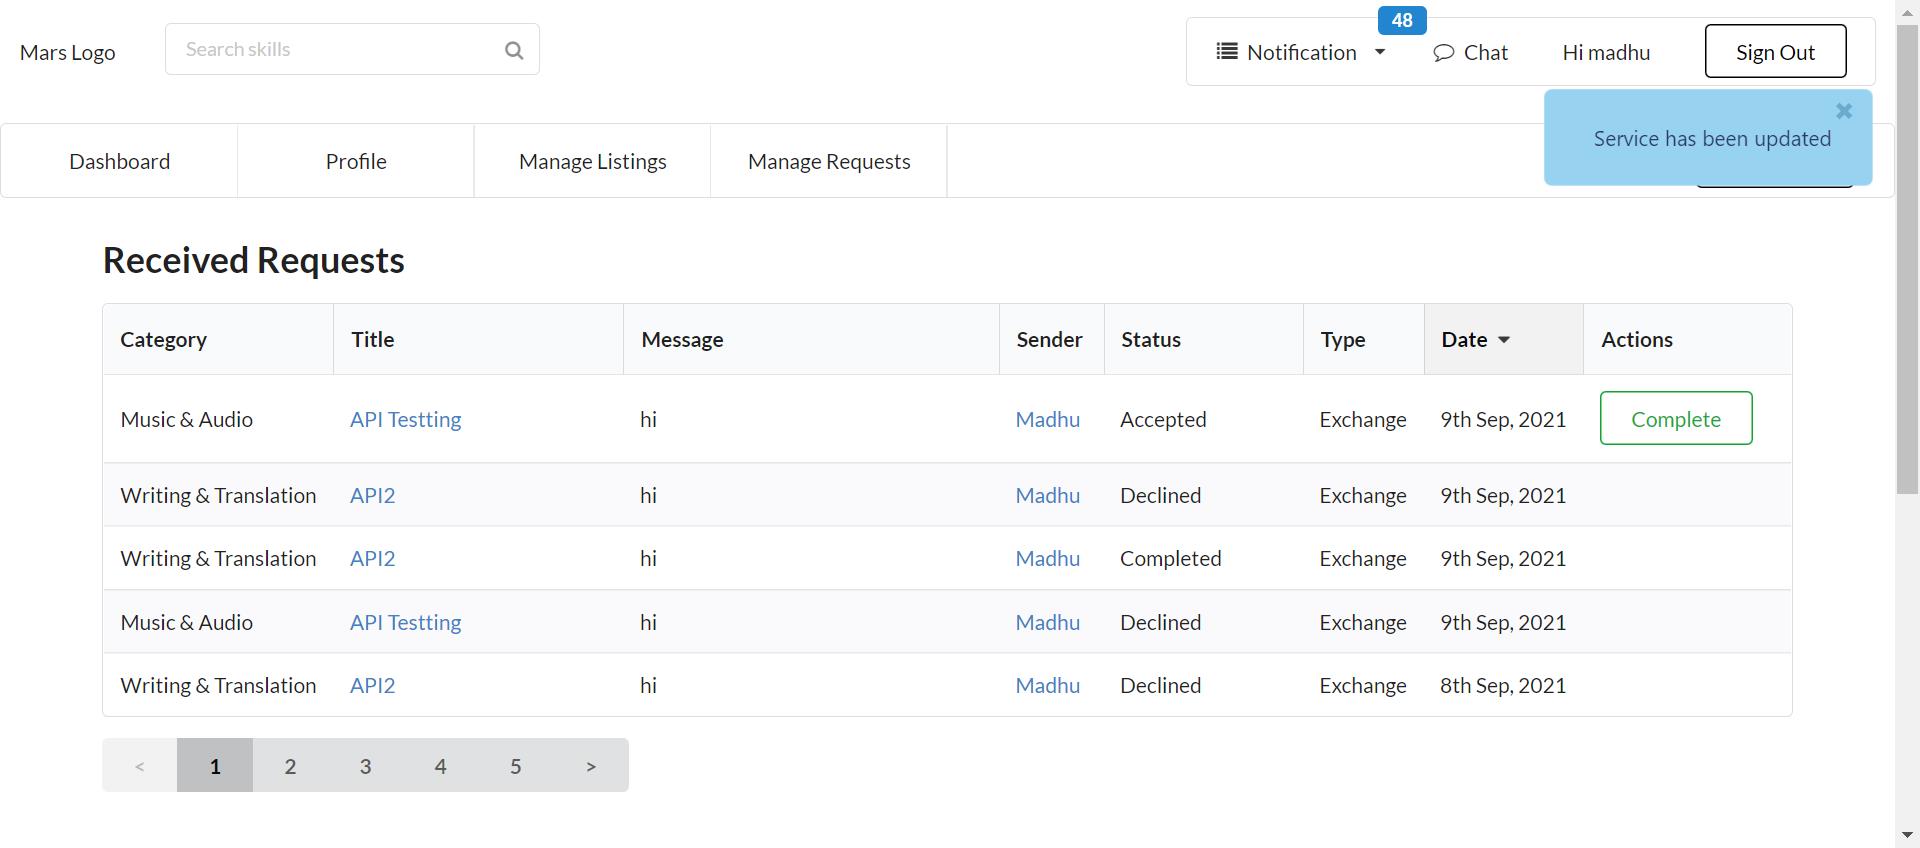 48
Mars Logo Search skills Notification Chat Hi madhu Sign Out
Service has been updated
Dashboard Profile Manage Listings Manage Requests
Received Requests
Category Title Message Sender Status Type Date Actions
Music & Audio API Testting hi Madhu Accepted Exchange 9th Sep, 2021 Complete
Writing & Translation API2 hi Madhu Declined Exchange 9th Sep, 2021
Writing & Translation API2 hi Madhu Completed Exchange 9th Sep, 2021
Music & Audio API Testting hi Madhu Declined Exchange 9th Sep, 2021
Writing & Translation API2 hi Madhu Declined Exchange 8th Sep, 2021
< 1 2 3 4 5 >